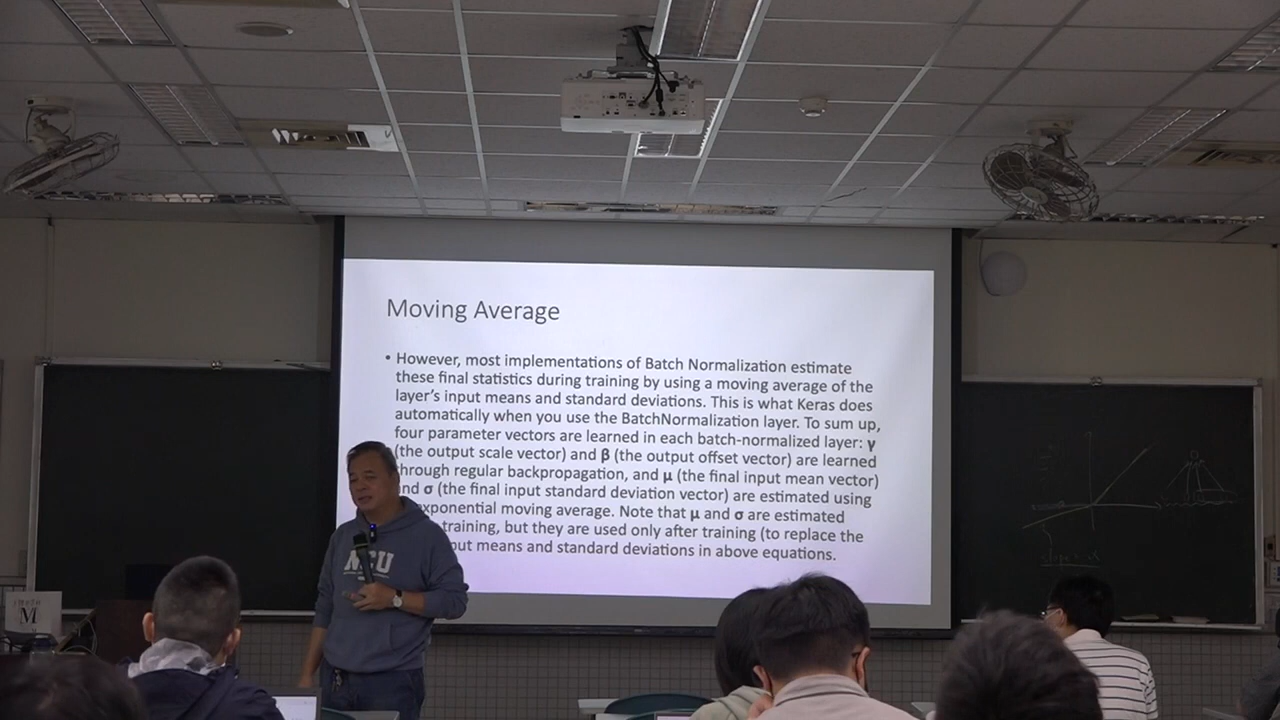 Moving Average
• However, most implementations of Batch Normalization estimate
these final statistics during training by using a moving average of the
layer's input means and standard deviations. This is what Keras does
automatically when you use the BatchNormalization layer. To sum up,
four parameter vectors are learned in each batch-normalized layer: γ
(the output scale vector) and β (the output offset vector) are learned
through regular backpropagation, and μ (the final input mean vector)
and σ (the final input standard deviation vector) are estimated using
exponential moving average. Note that μ and σ are estimated
training, but they are used only after training (to replace the
means and standard deviations in above equations.
NCU
M